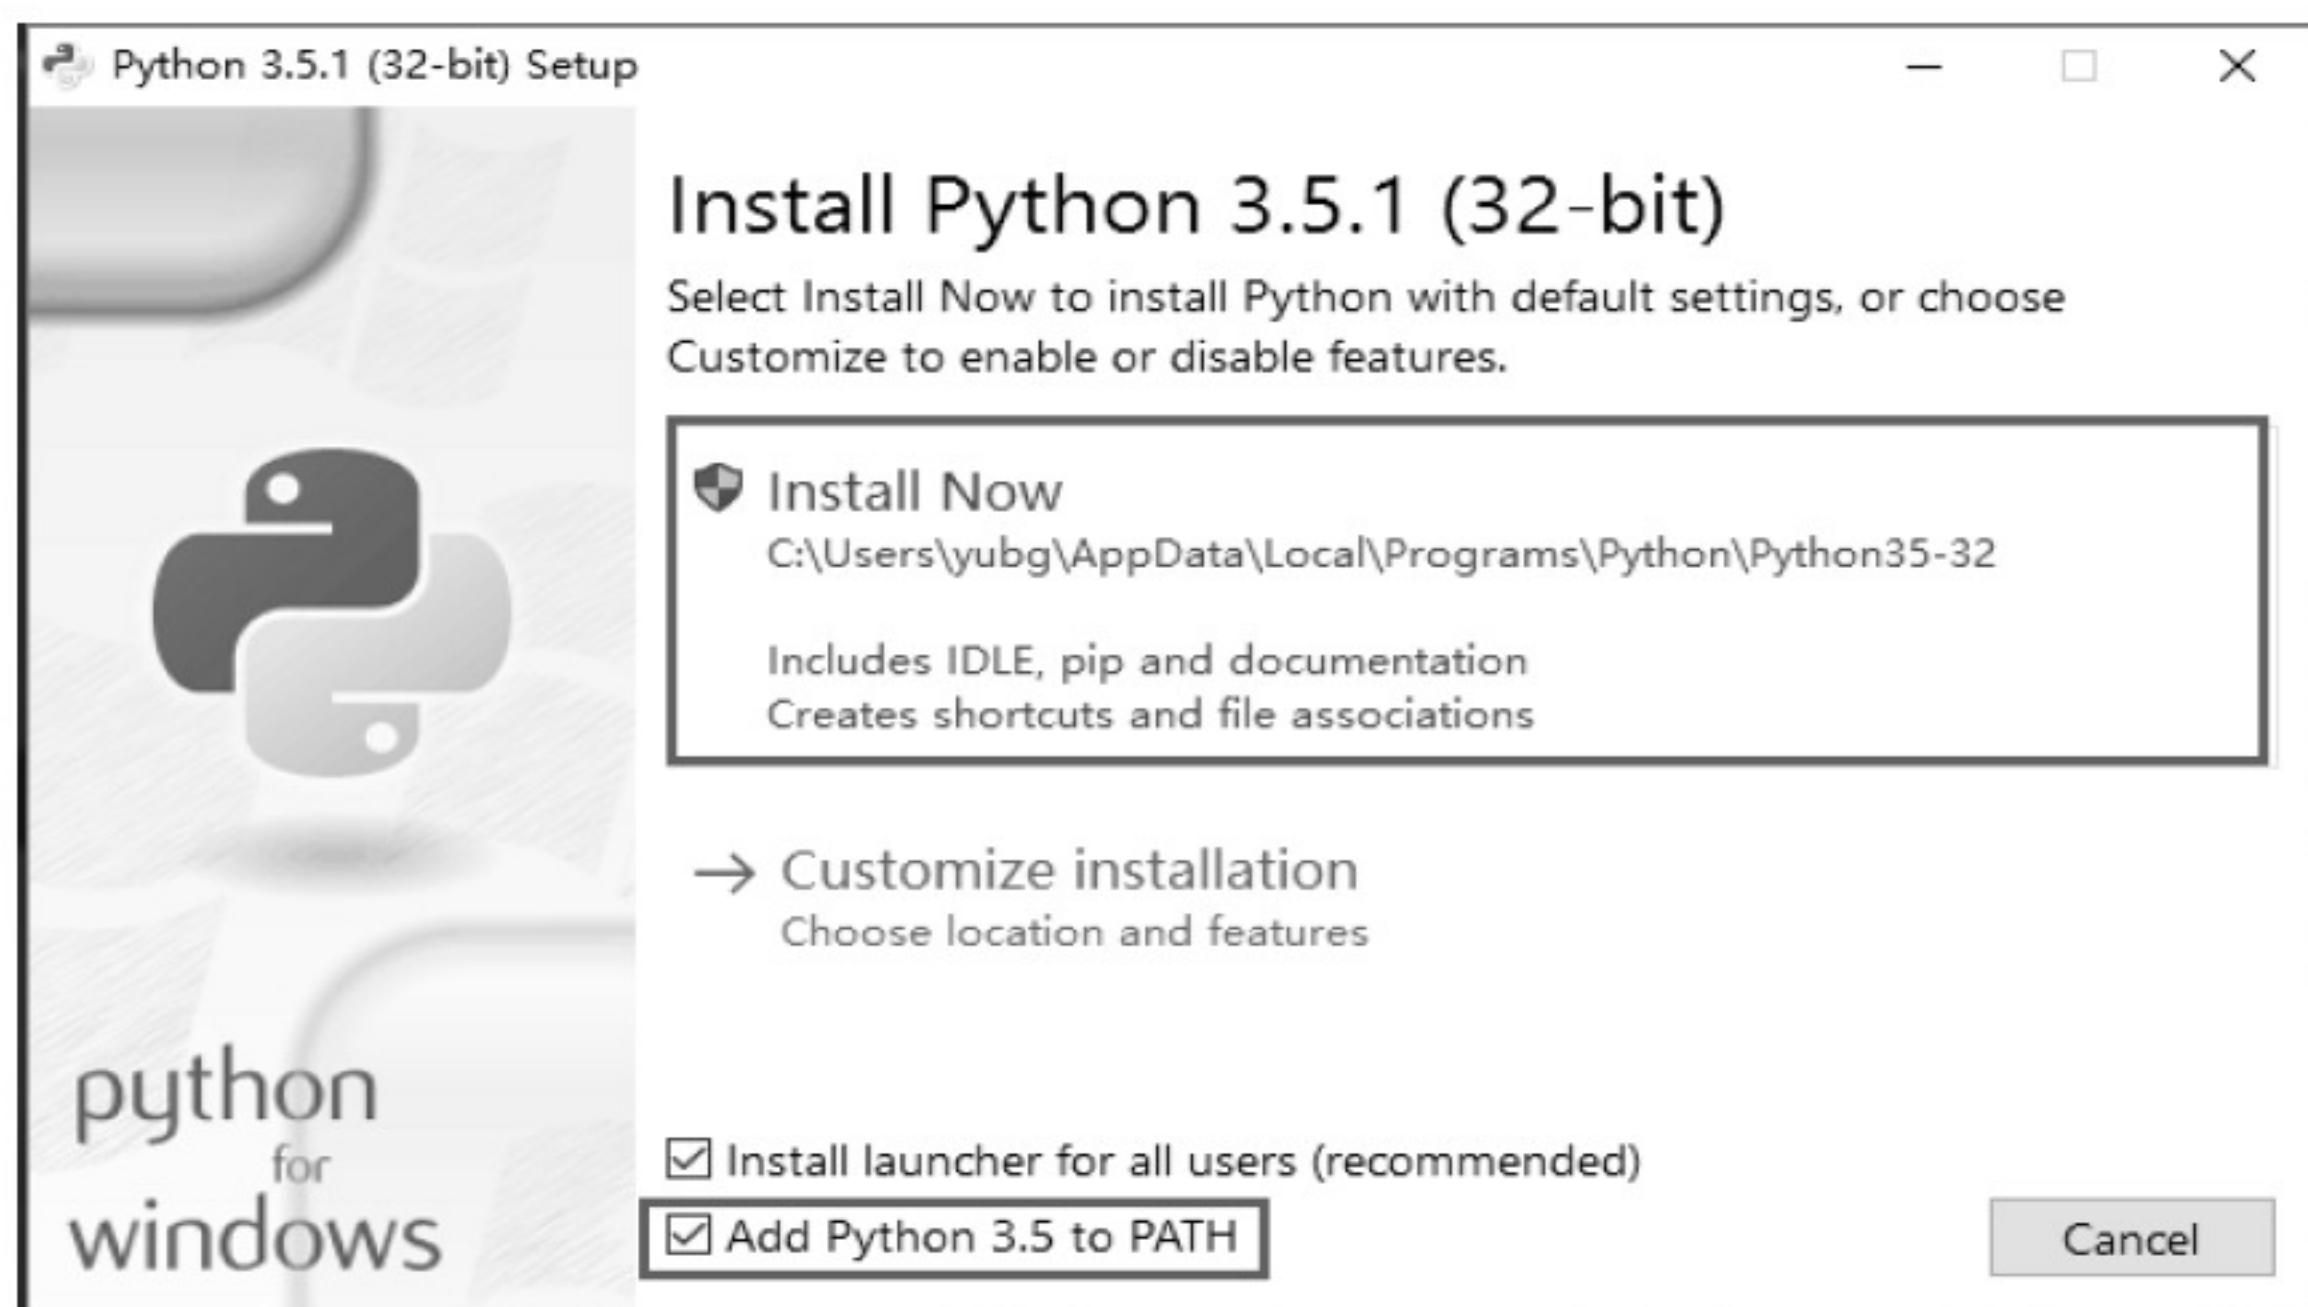 Python 3.5.1 (32-bit) Setup
Install Python 3.5.1 (32-bit)
Select Install Now to install Python with default settings, or choose
Customize to enable or disable features.
Install Now
C:\Users\yubg\AppData\Local\Programs\Python\Python35-32
Includes IDLE, pip and documentation
Creates shortcuts and file associations
Customize installation
Choose location and features
python
for
windows
Install launcher for all users (recommended)
Add Python 3.5 to PATH
Cancel